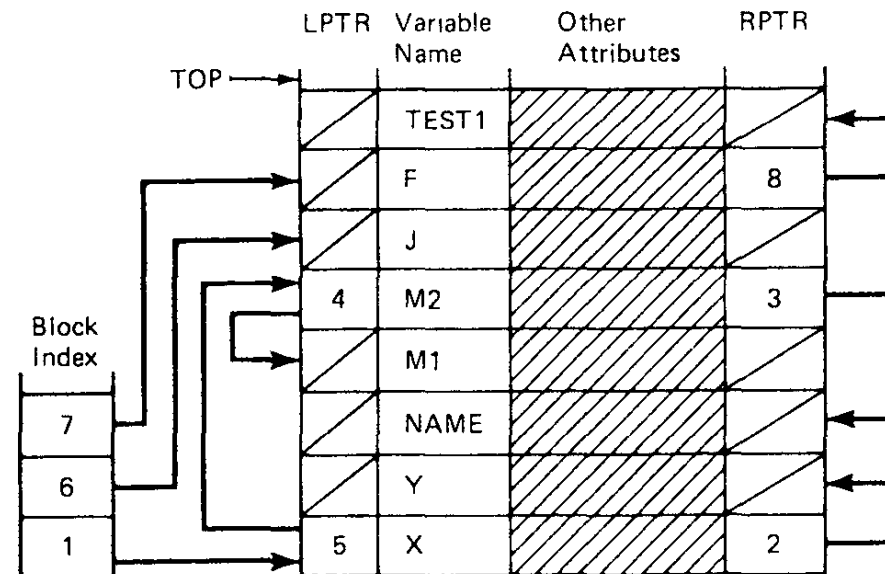 LPTR Variable Name Other Attributes RPTR
TOP
TEST1
F 8
J
4 M2 3
M1
NAME
Y
5 X 2
Block
Index
7
6
1